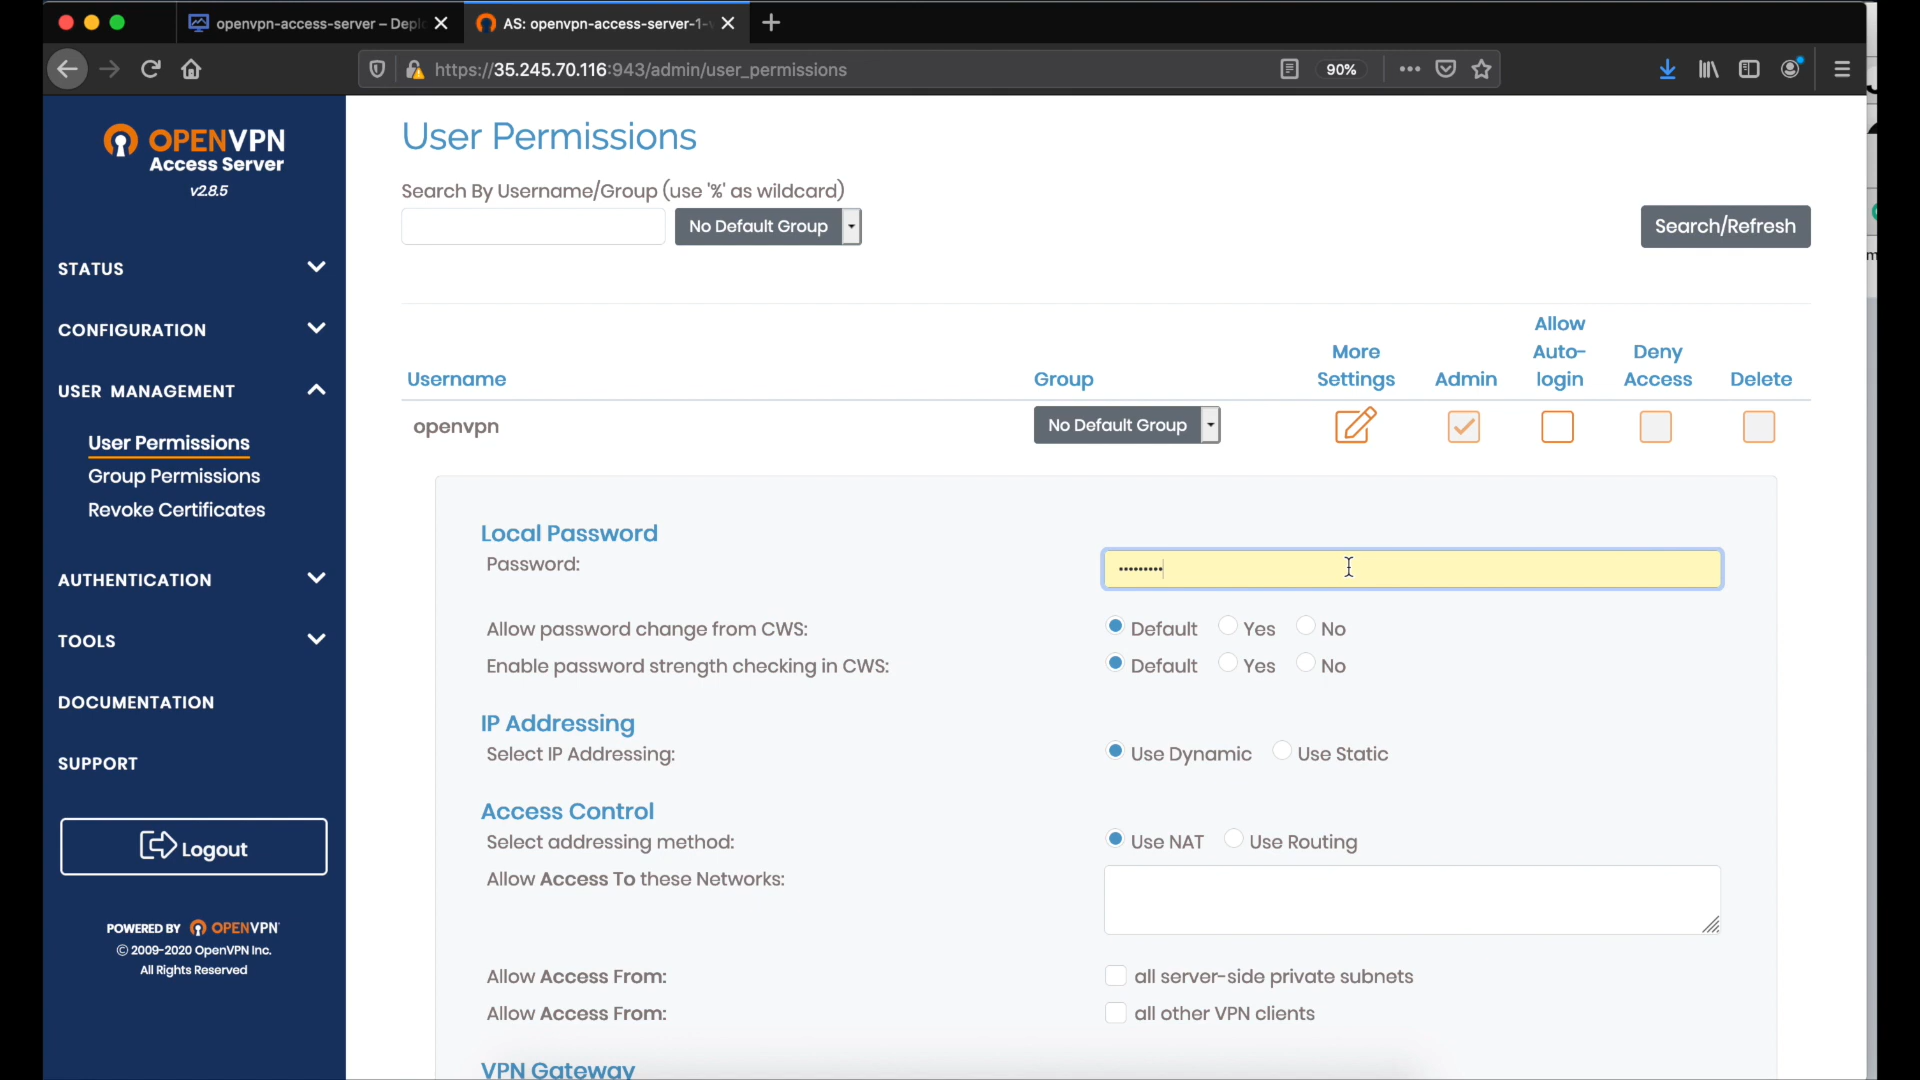 openvpn-access-server – Deplo
AS: openvpn-access-server-1-v
https://35.245.70.116:943/admin/user_permissions
90%
OPENVPN
Access Server
v2.8.5
STATUS
CONFIGURATION
USER MANAGEMENT
User Permissions
Group Permissions
Revoke Certificates
AUTHENTICATION
TOOLS
DOCUMENTATION
SUPPORT
Logout
POWERED BY OPENVPN
© 2009-2020 OpenVPN Inc.
All Rights Reserved
User Permissions
Search By Username/Group (use '%' as wildcard)
No Default Group
Search/Refresh
Username Group More Settings Admin Allow Auto-login Deny Access Delete
openvpn No Default Group
Local Password
Password: •••••••••
Allow password change from CWS: Default Yes No
Enable password strength checking in CWS: Default Yes No
IP Addressing
Select IP Addressing: Use Dynamic Use Static
Access Control
Select addressing method: Use NAT Use Routing
Allow Access To these Networks:
Allow Access From: all server-side private subnets
Allow Access From: all other VPN clients
VPN Gateway